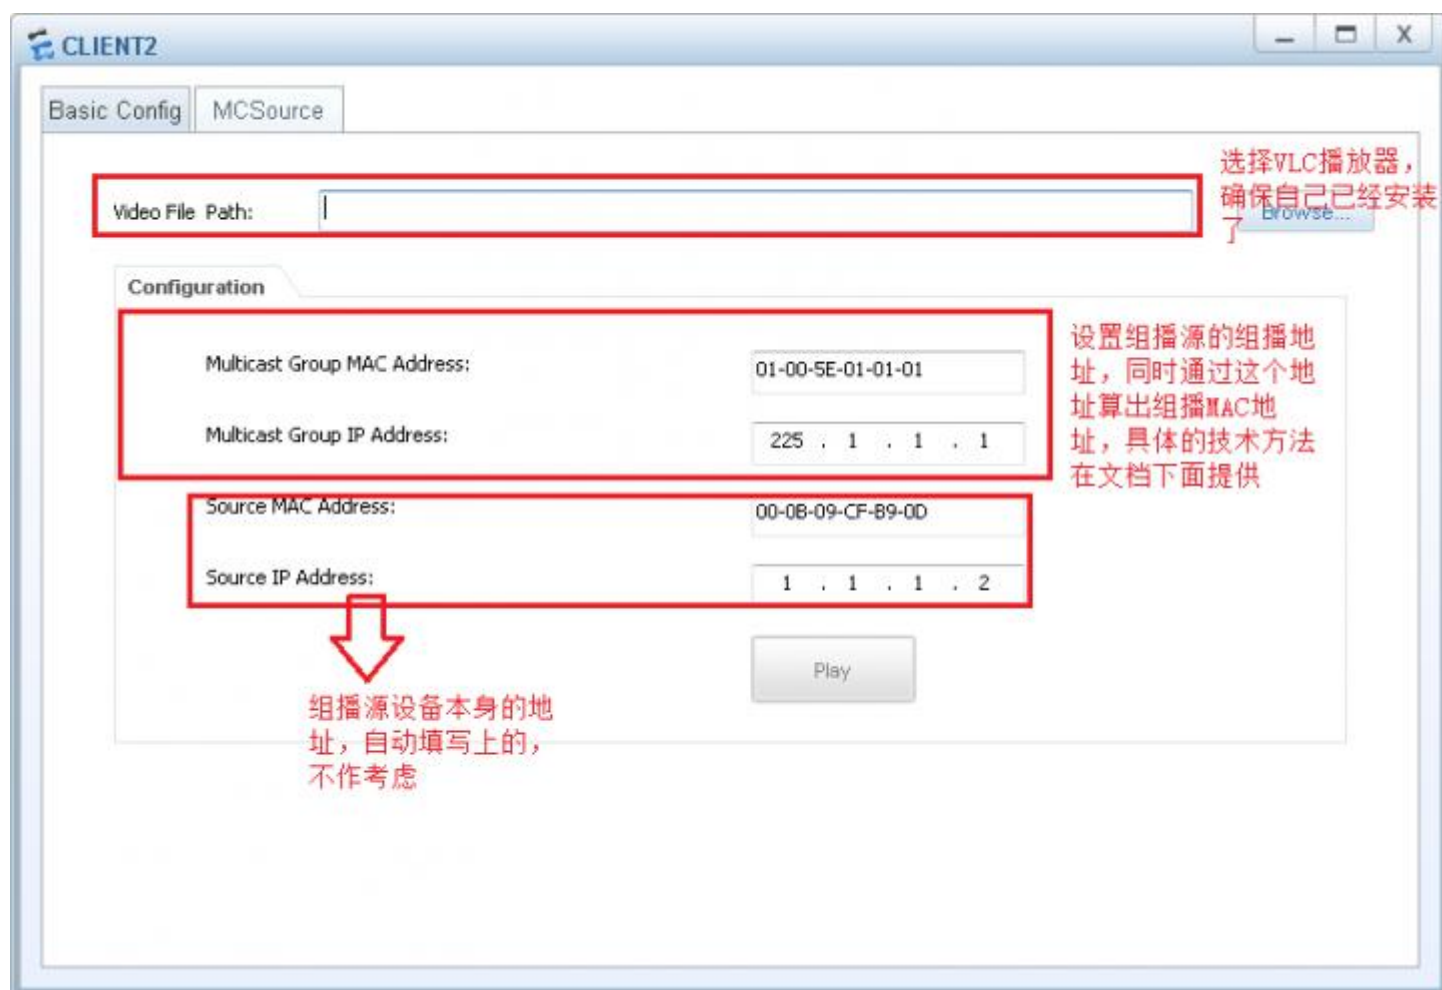 CLIENT2
Basic Config
MCSource
选择VLC播放器，
确保自己已经安装
了
Video File Path:
Browse...
Configuration
设置组播源的组播地
址，同时通过这个地
址算出组播MAC地
址，具体的技术方法
在文档下面提供
Multicast Group MAC Address:
01-00-5E-01-01-01
Multicast Group IP Address:
225 . 1 . 1 . 1
Source MAC Address:
00-0B-09-CF-B9-0D
Source IP Address:
1 . 1 . 1 . 2
Play
组播源设备本身的地
址，自动填写上的，
不作考虑